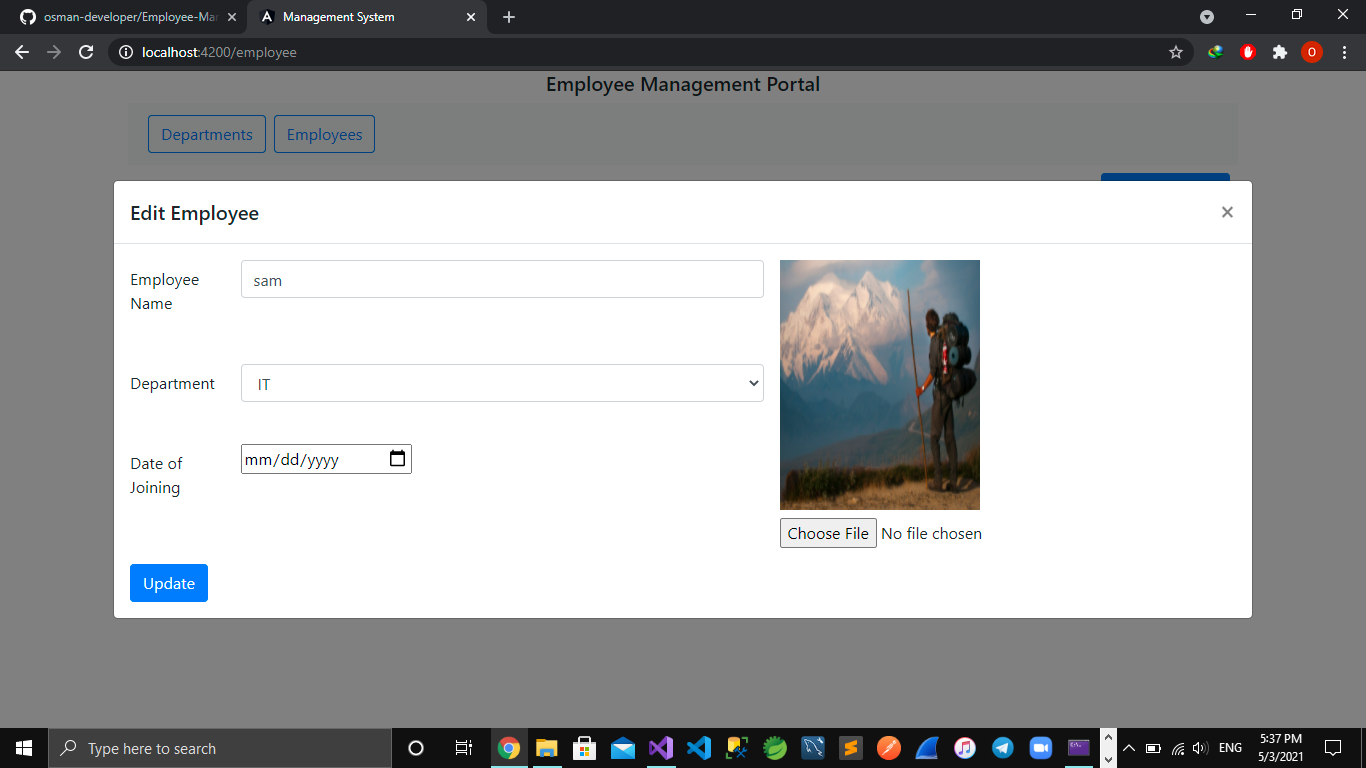 osman-developer/Employee-Mar
Management System
localhost:4200/employee
O
Employee Management Portal
Departments
Employees
Edit Employee
×
Employee
Name
sam
Department
IT
Date of
Joining
mm/dd/yyyy
Choose File
No file chosen
Update
Type here to search
ENG
5:37 PM
5/3/2021